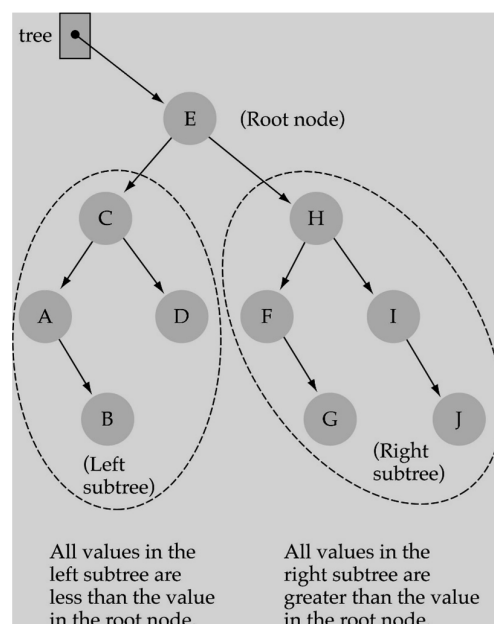 tree
E
(Root node)
C
H
A
D
F
I
B
G
J
(Left
subtree)
(Right
subtree)
All values in the
left subtree are
less than the value
in the root node
All values in the
right subtree are
greater than the value
in the root node